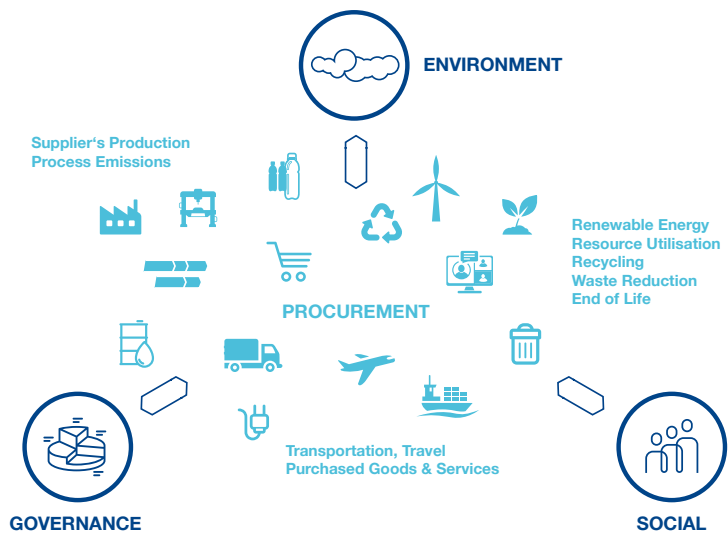 ENVIRONMENT
Supplier‘s Production
Process Emissions
Renewable Energy
Resource Utilisation
Recycling
Waste Reduction
End of Life
PROCUREMENT
Transportation, Travel
Purchased Goods & Services
GOVERNANCE
SOCIAL